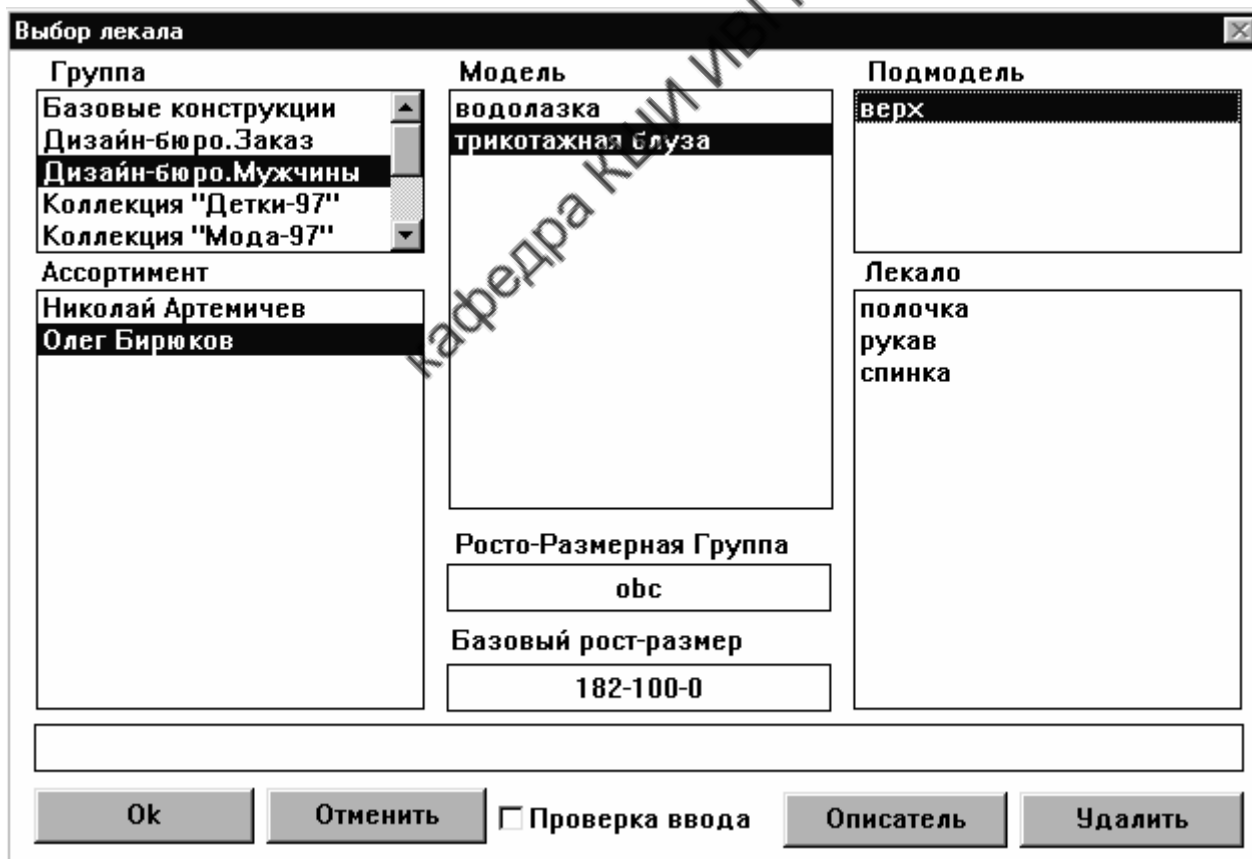 Выбор лекала
Группа
Базовые конструкции
Дизайн-бюро.Заказ
Дизайн-бюро.Мужчины
Коллекция "Детки-97"
Коллекция "Мода-97"
Ассортимент
Николай Артемичев
Олег Бирюков
Модель
водолазка
трикотажная блуза
Росто-Размерная Группа
obc
Базовый рост-размер
182-100-0
Подмодель
верх
Лекало
полочка
рукав
спинка
Ok
Отменить
Проверка ввода
Описатель
Удалить
кафедра КШИ ИВГ